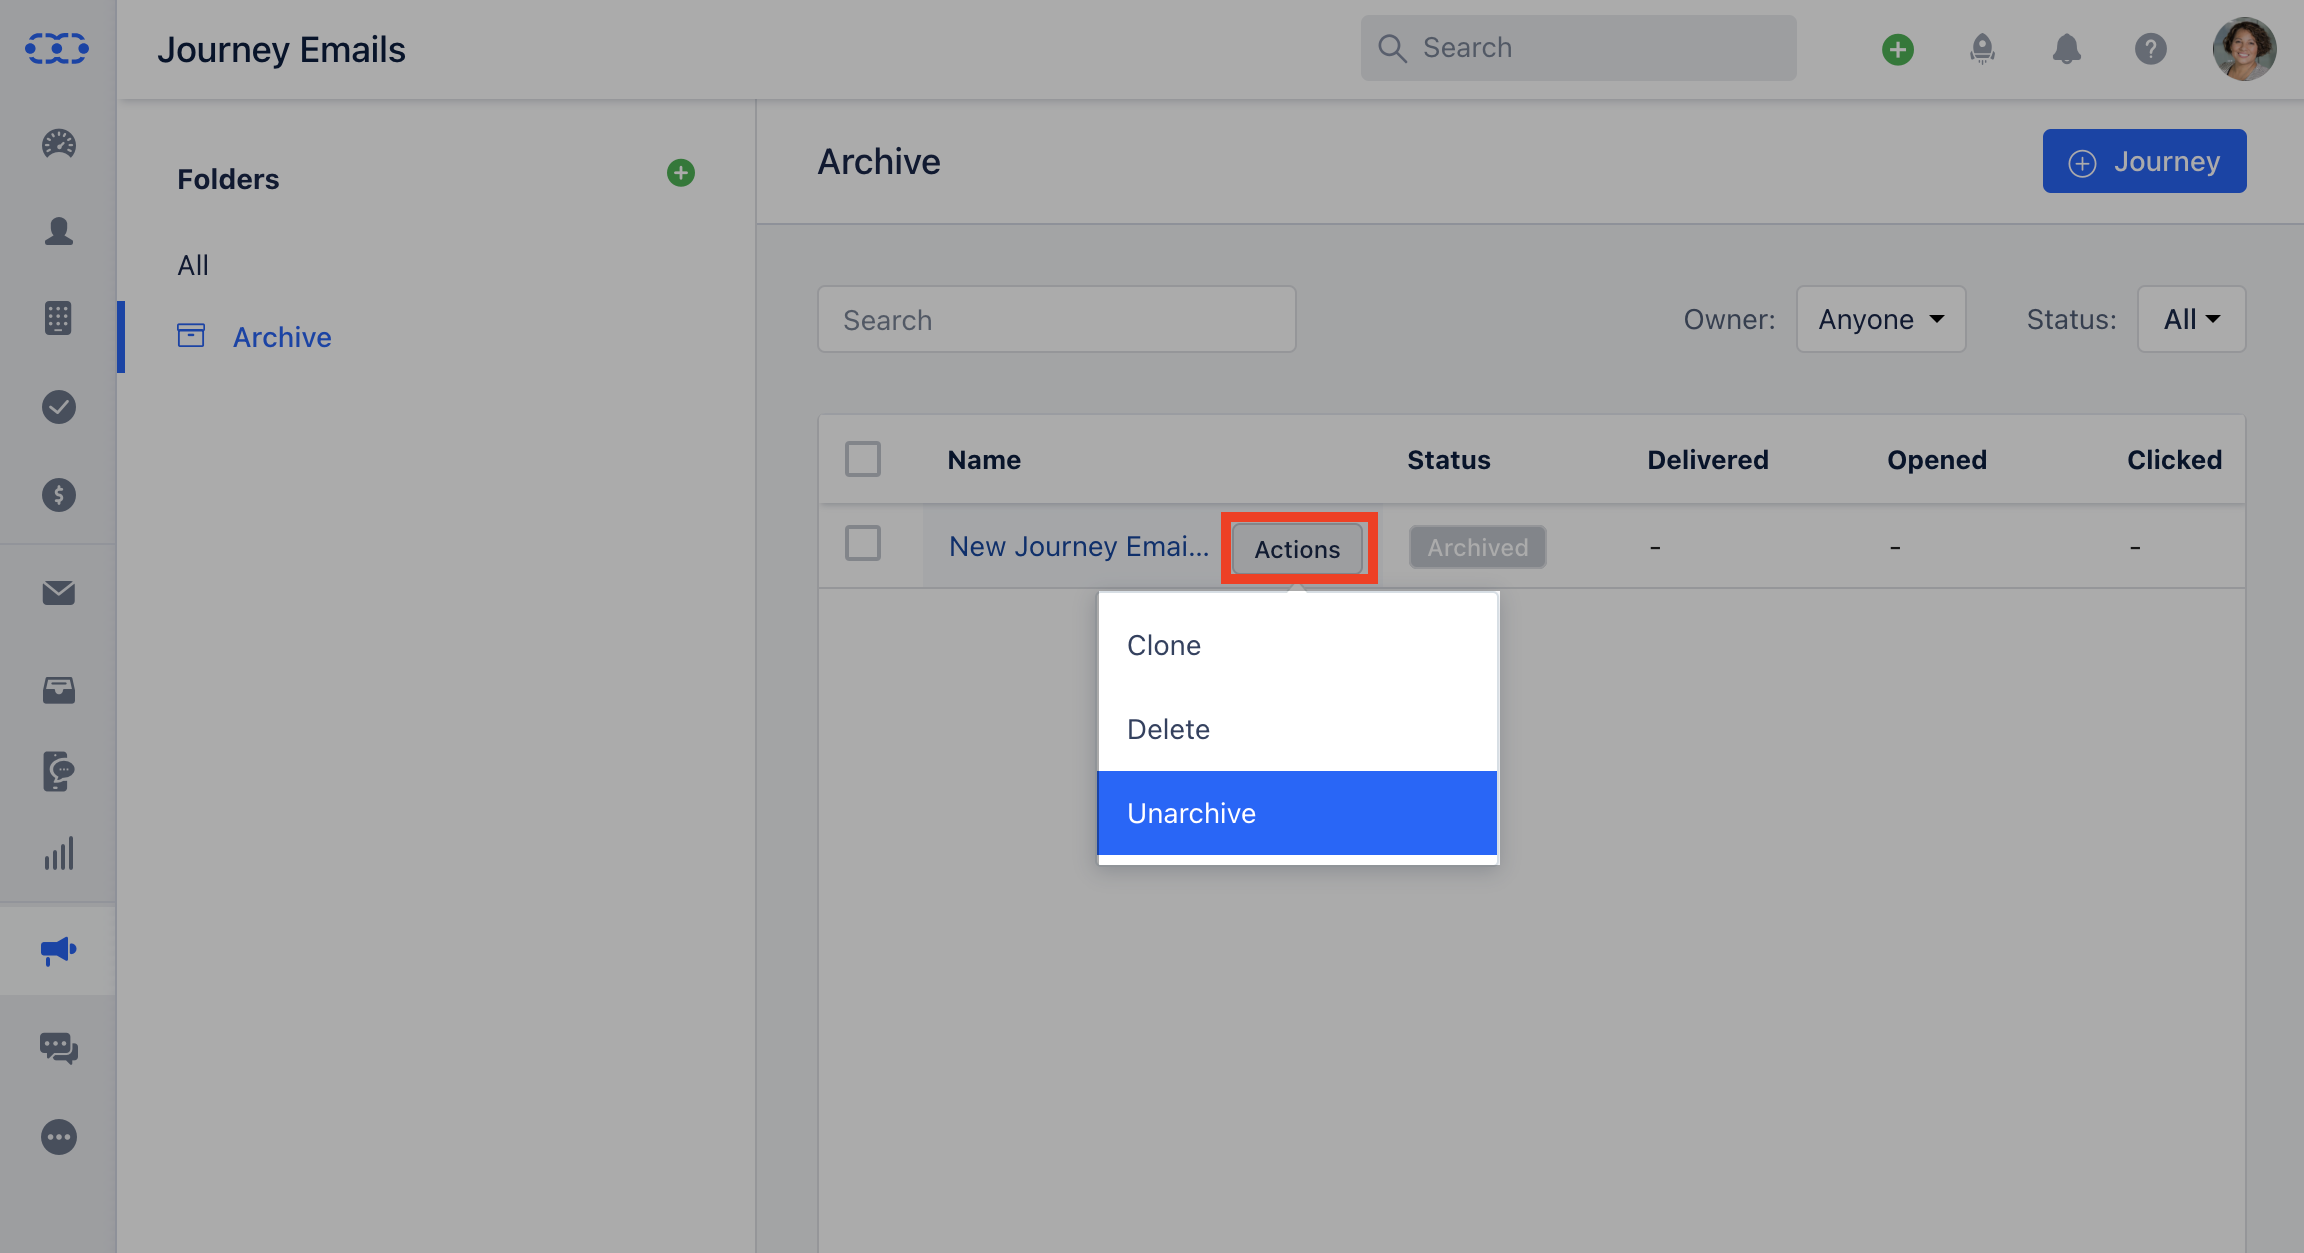 Journey Emails
Search
Folders
All
Archive
Archive
Journey
Search
Owner:
Anyone
Status:
All
Name
Status
Delivered
Opened
Clicked
New Journey Emai...
Actions
Archived
-
-
-
Clone
Delete
Unarchive